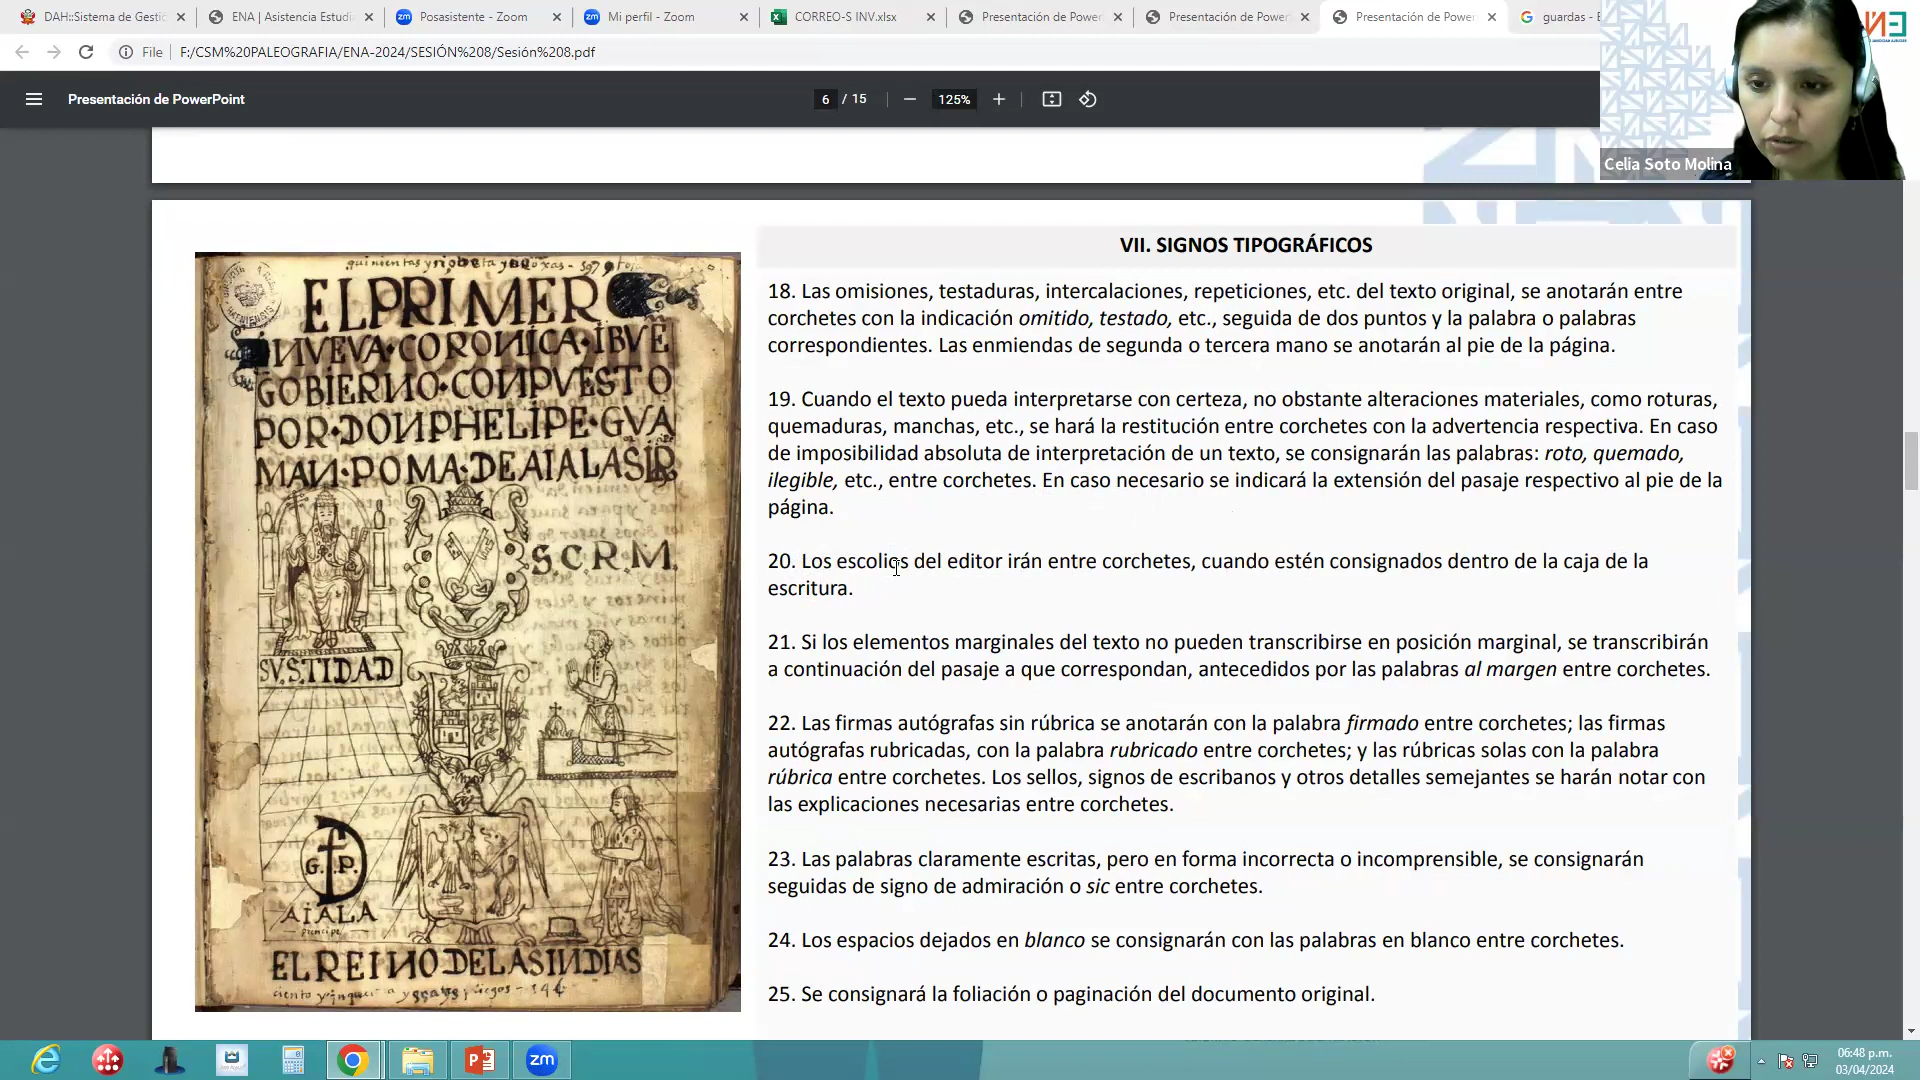 DAH::Sistema de Gesti
ENA | Asistencia Estudi
Posasistente - Zoom
Mi perfil - Zoom
CORREO-S INV.xlsx
Presentación de Power
Presentación de Power
Presentación de Power
guardas - B
File
F:/CSM%20PALEOGRAFIA/ENA-2024/SESIÓN%208/Sesión%208.pdf
Presentación de PowerPoint
6 / 15
125%
Celia Soto Molina
VII. SIGNOS TIPOGRÁFICOS
18. Las omisiones, testaduras, intercalaciones, repeticiones, etc. del texto original, se anotarán entre
corchetes con la indicación omitido, testado, etc., seguida de dos puntos y la palabra o palabras
correspondientes. Las enmiendas de segunda o tercera mano se anotarán al pie de la página.
19. Cuando el texto pueda interpretarse con certeza, no obstante alteraciones materiales, como roturas,
quemaduras, manchas, etc., se hará la restitución entre corchetes con la advertencia respectiva. En caso
de imposibilidad absoluta de interpretación de un texto, se consignarán las palabras: roto, quemado,
ilegible, etc., entre corchetes. En caso necesario se indicará la extensión del pasaje respectivo al pie de la
página.
20. Los escolios del editor irán entre corchetes, cuando estén consignados dentro de la caja de la
escritura.
21. Si los elementos marginales del texto no pueden transcribirse en posición marginal, se transcribirán
a continuación del pasaje a que correspondan, antecedidos por las palabras al margen entre corchetes.
22. Las firmas autógrafas sin rúbrica se anotarán con la palabra firmado entre corchetes; las firmas
autógrafas rubricadas, con la palabra rubricado entre corchetes; y las rúbricas solas con la palabra
rúbrica entre corchetes. Los sellos, signos de escribanos y otros detalles semejantes se harán notar con
las explicaciones necesarias entre corchetes.
23. Las palabras claramente escritas, pero en forma incorrecta o incomprensible, se consignarán
seguidas de signo de admiración o sic entre corchetes.
24. Los espacios dejados en blanco se consignarán con las palabras en blanco entre corchetes.
25. Se consignará la foliación o paginación del documento original.
EL PRIMER
NVEVA·CORONICA·IBVĒ
GOBIERNO·CONPVESTO
POR·DON PHELIPE·GVA
MAN·POMA·DE AIALA
S.C.R.M.
SV.S.TIDAD
G. P.
AIALA
principe
EL REINO DE LAS INDIAS
06:48 p.m.
03/04/2024